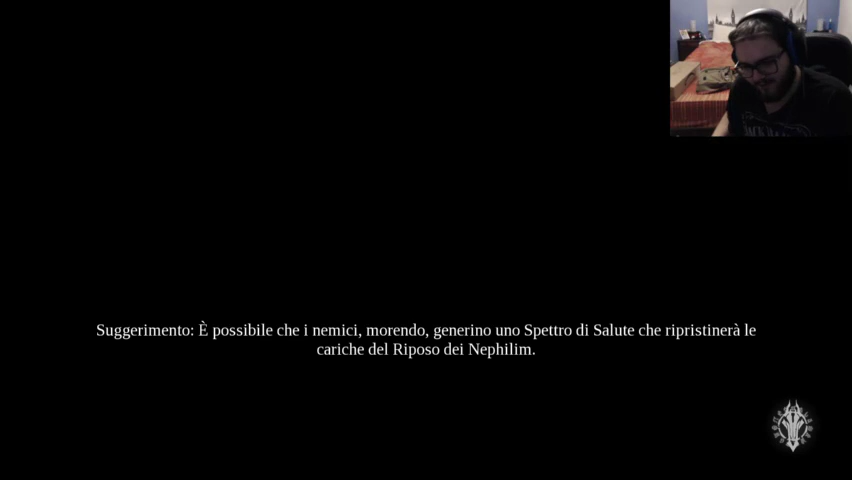 Suggerimento: È possibile che i nemici, morendo, generino uno Spettro di Salute che ripristinerà le
cariche del Riposo dei Nephilim.